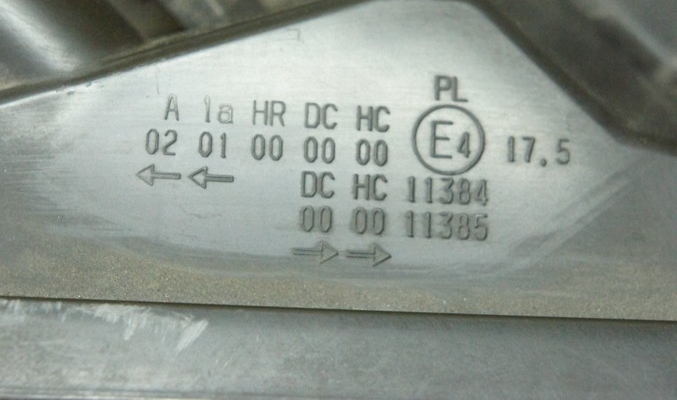 PL
A 1a HR DC HC
02 01 00 00 00 E4 17.5
← ← DC HC 11384
00 00 11385
→ →